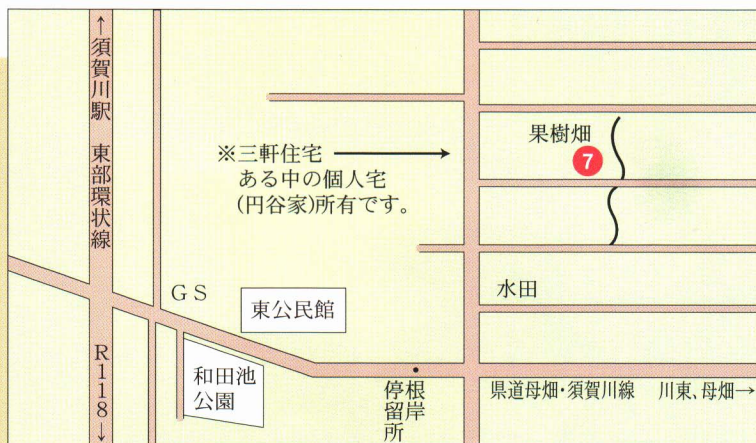 ↑須賀川駅 東部環状線
R118↓
※三軒住宅
ある中の個人宅
(円谷家)所有です。
果樹畑
7
GS
東公民館
水田
和田池
公園
根岸
停留所
県道母畑・須賀川線 川東、母畑→